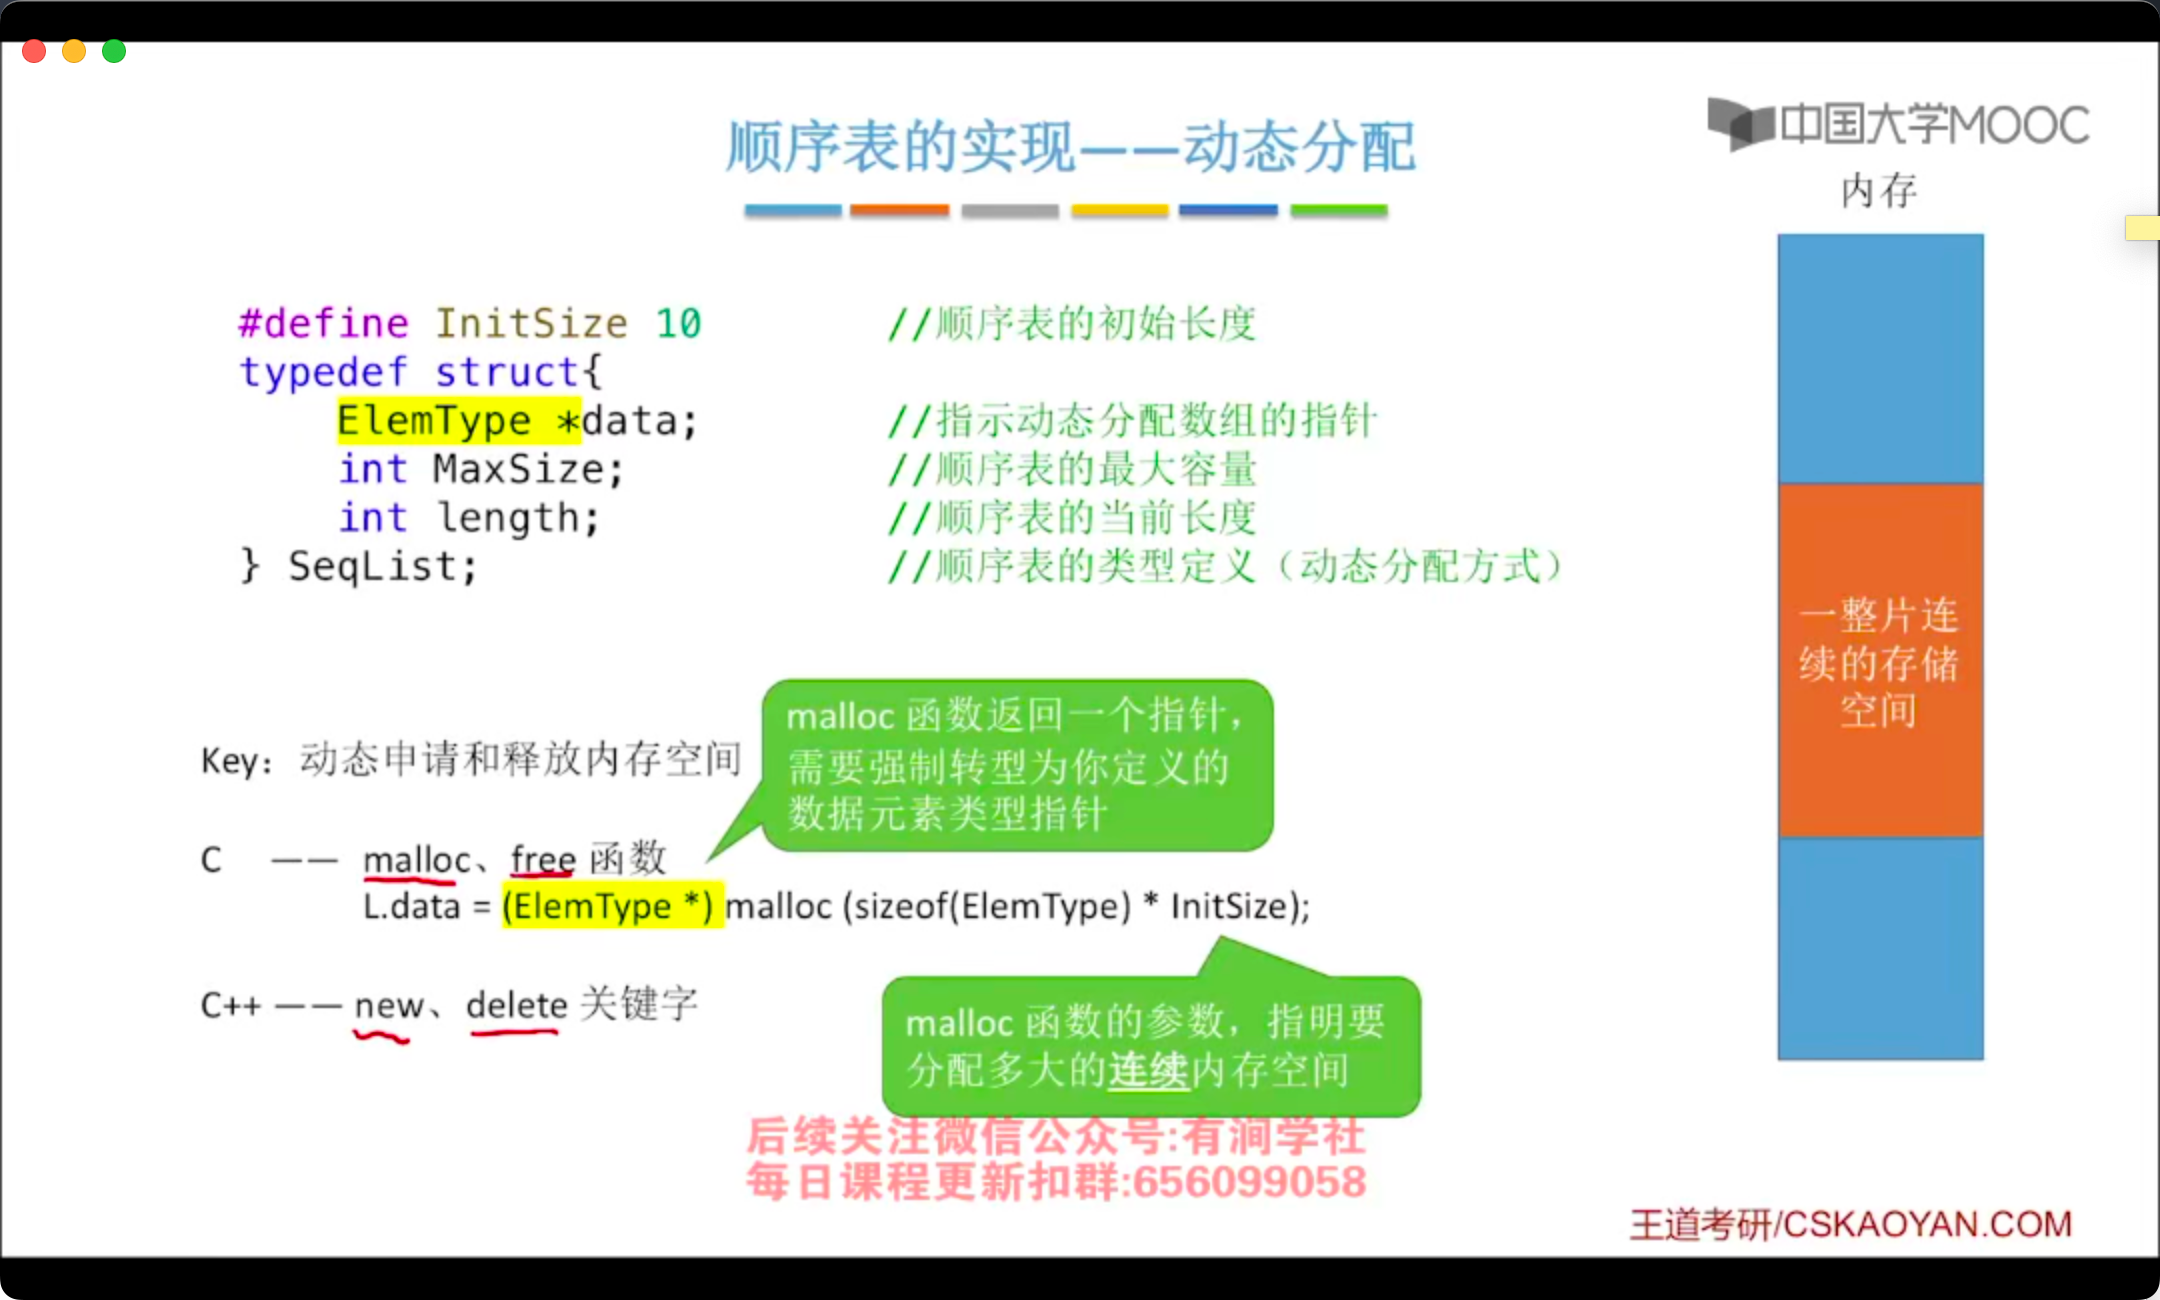 中国大学MOOC
顺序表的实现——动态分配
内存
#define InitSize 10 //顺序表的初始长度
typedef struct{
ElemType *data; //指示动态分配数组的指针
int MaxSize; //顺序表的最大容量
int length; //顺序表的当前长度
} SeqList; //顺序表的类型定义（动态分配方式）
一整片连
续的存储
空间
malloc 函数返回一个指针，
需要强制转型为你定义的
数据元素类型指针
Key：动态申请和释放内存空间
C —— malloc、free 函数
L.data = (ElemType *) malloc (sizeof(ElemType) * InitSize);
C++ —— new、delete 关键字
malloc 函数的参数，指明要
分配多大的连续内存空间
后续关注微信公众号:有涧学社
每日课程更新扣群:656099058
王道考研/CSKAOYAN.COM